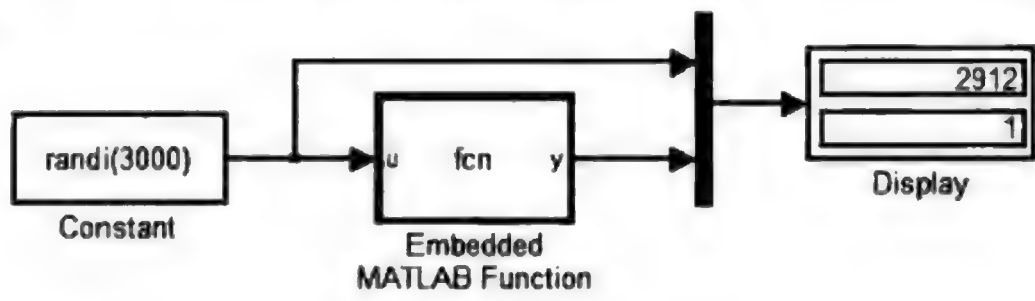 2912
randi(3000)
u
fcn
y
1
Constant
Embedded
MATLAB Function
Display